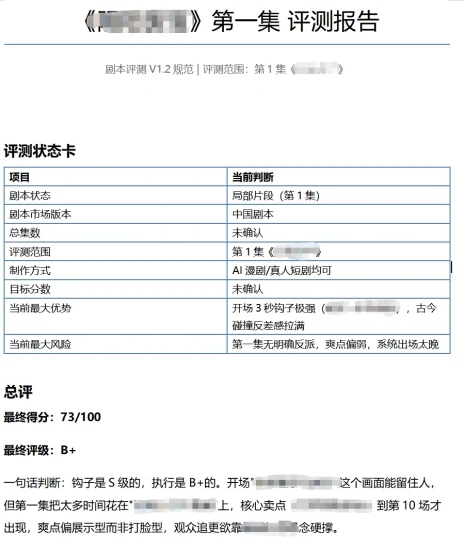 《 》第一集 评测报告
剧本评测 V1.2 规范 | 评测范围：第 1 集《 》
评测状态卡
项目 当前判断
剧本状态 局部片段（第 1 集）
剧本市场版本 中国剧本
总集数 未确认
评测范围 第 1 集《 》
制作方式 AI 漫剧/真人短剧均可
目标分数 未确认
当前最大优势 开场 3 秒钩子极强（ ），古今
碰撞反差感拉满
当前最大风险 第一集无明确反派，爽点偏弱，系统出场太晚
总评
最终得分：73/100
最终评级：B+
一句话判断：钩子是 S 级的，执行是 B+的。开场" 这个画面能留住人，
但第一集把太多时间花在" 上，核心卖点 到第 10 场才
出现，爽点偏展示型而非打脸型，观众追更欲靠 念硬撑。